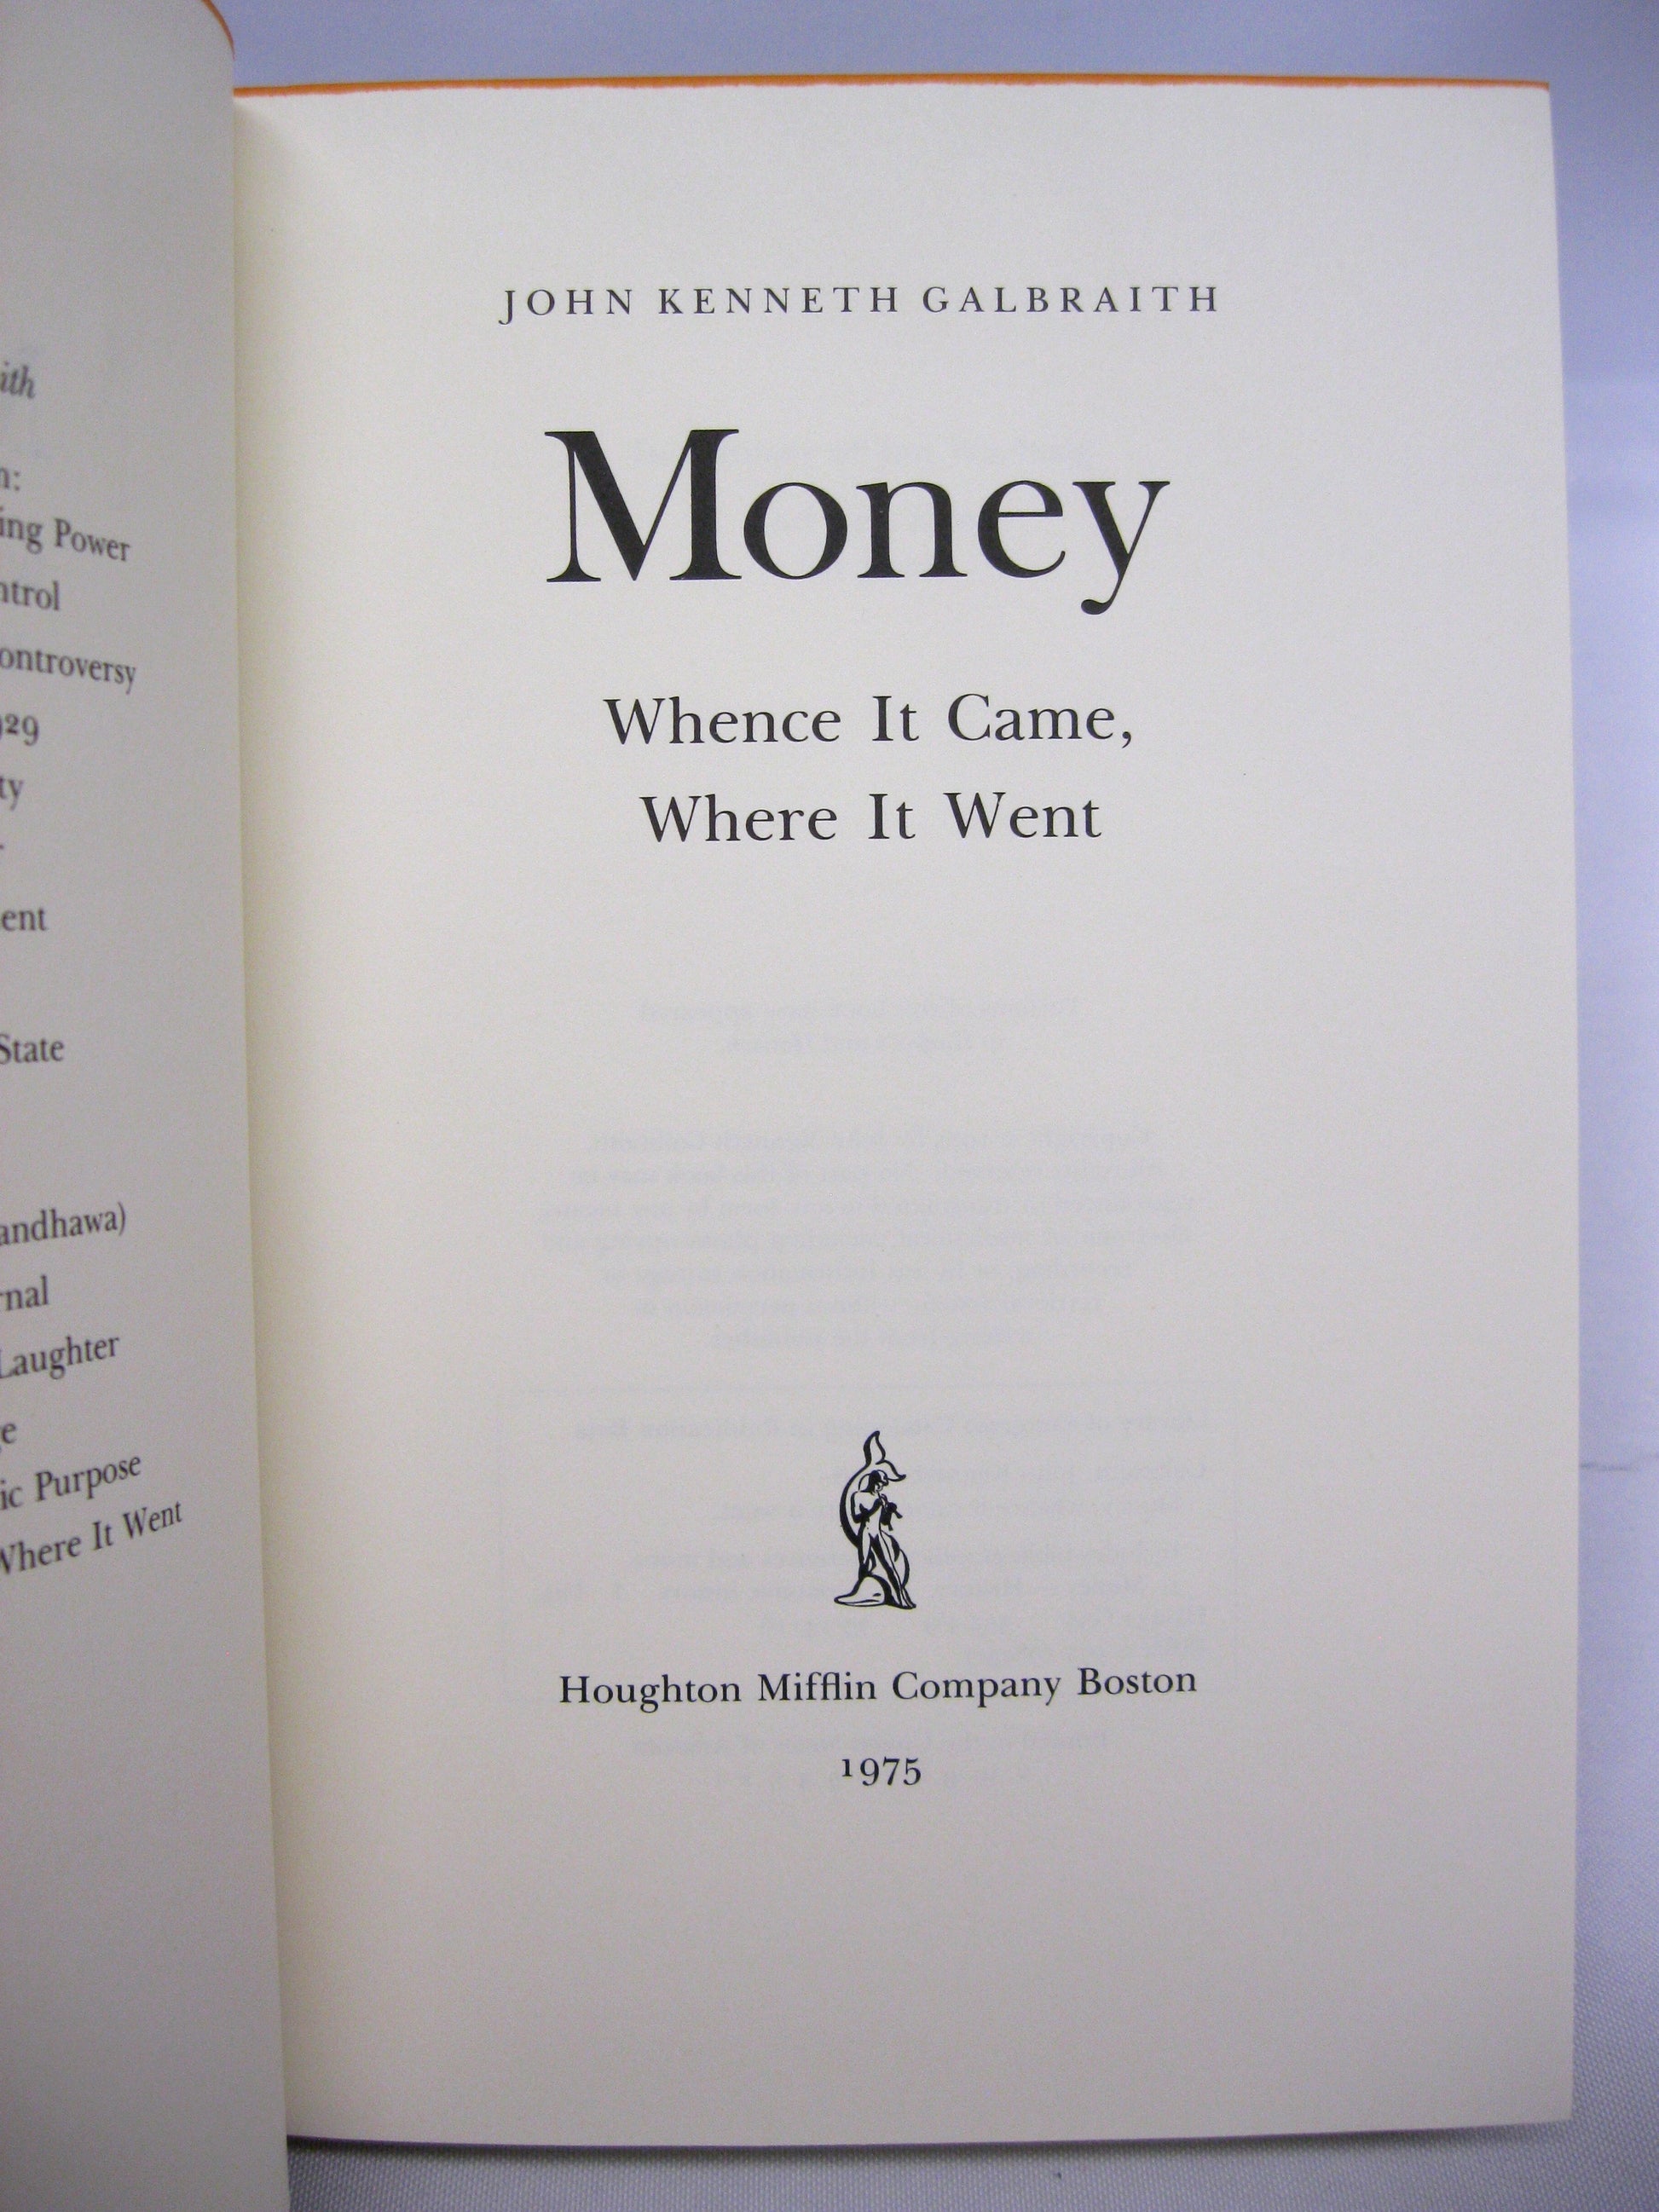 ith
n:
ing Power
ntrol
ontroversy
929
ty
ent
State
andhawa)
rnal
Laughter
ge
ic Purpose
Where It Went
JOHN KENNETH GALBRAITH
Money
Whence It Came,
Where It Went
Houghton Mifflin Company Boston
1975